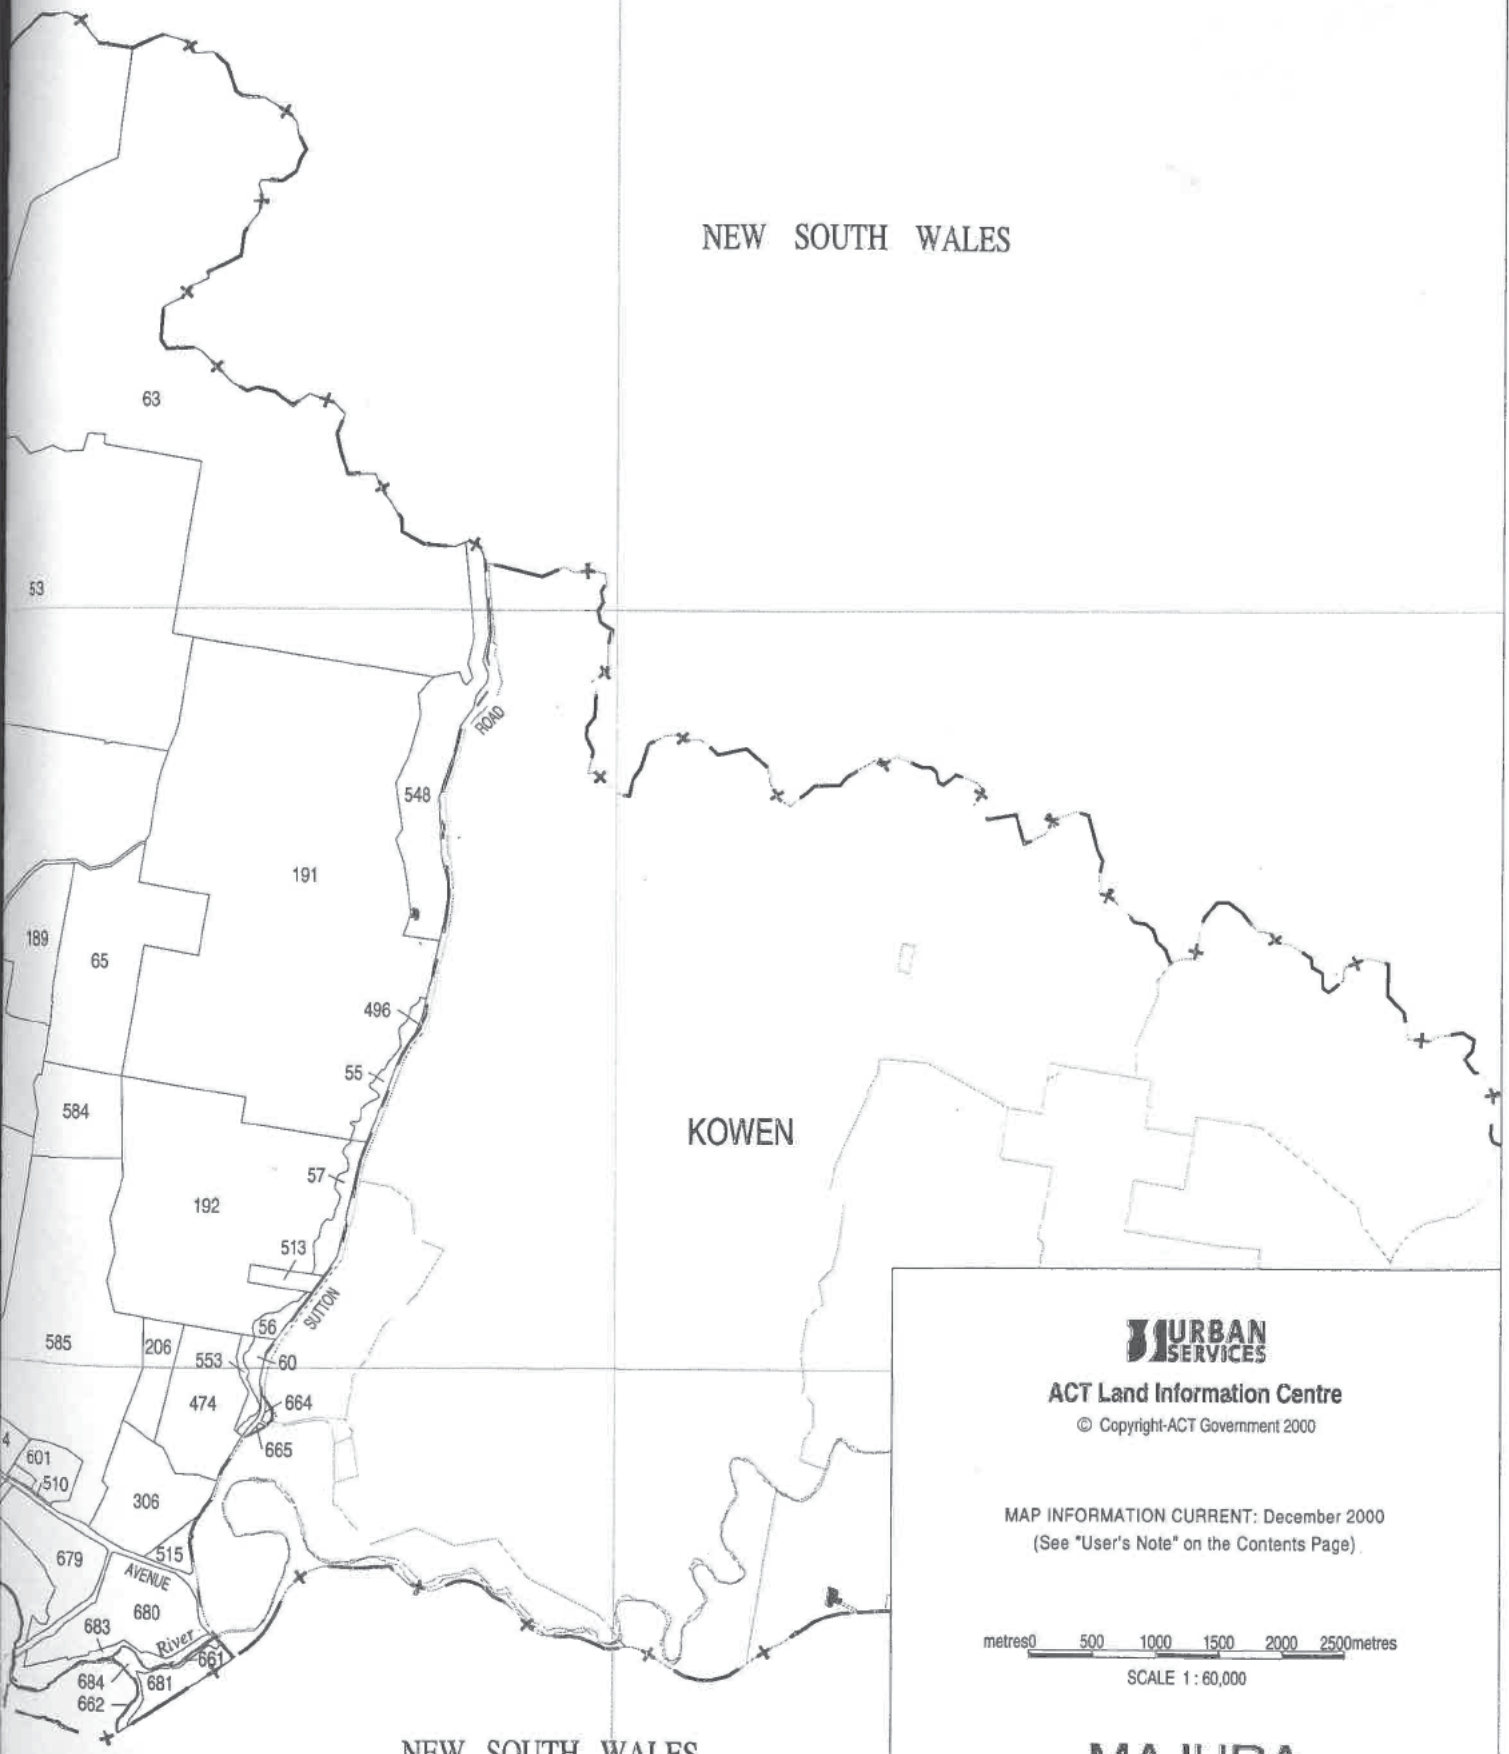 NEW SOUTH WALES
63
53
ROAD
548
191
189
65
496
55
584
KOWEN
57
192
513
SUTTON
56
585
206
553
60
474
664
665
4
601
510
306
679
515
AVENUE
680
683
River
661
684
681
662
NEW SOUTH WALES
URBAN
SERVICES
ACT Land Information Centre
© Copyright-ACT Government 2000
MAP INFORMATION CURRENT: December 2000
(See "User's Note" on the Contents Page)
metres0 500 1000 1500 2000 2500metres
SCALE 1 : 60,000
MAJURA